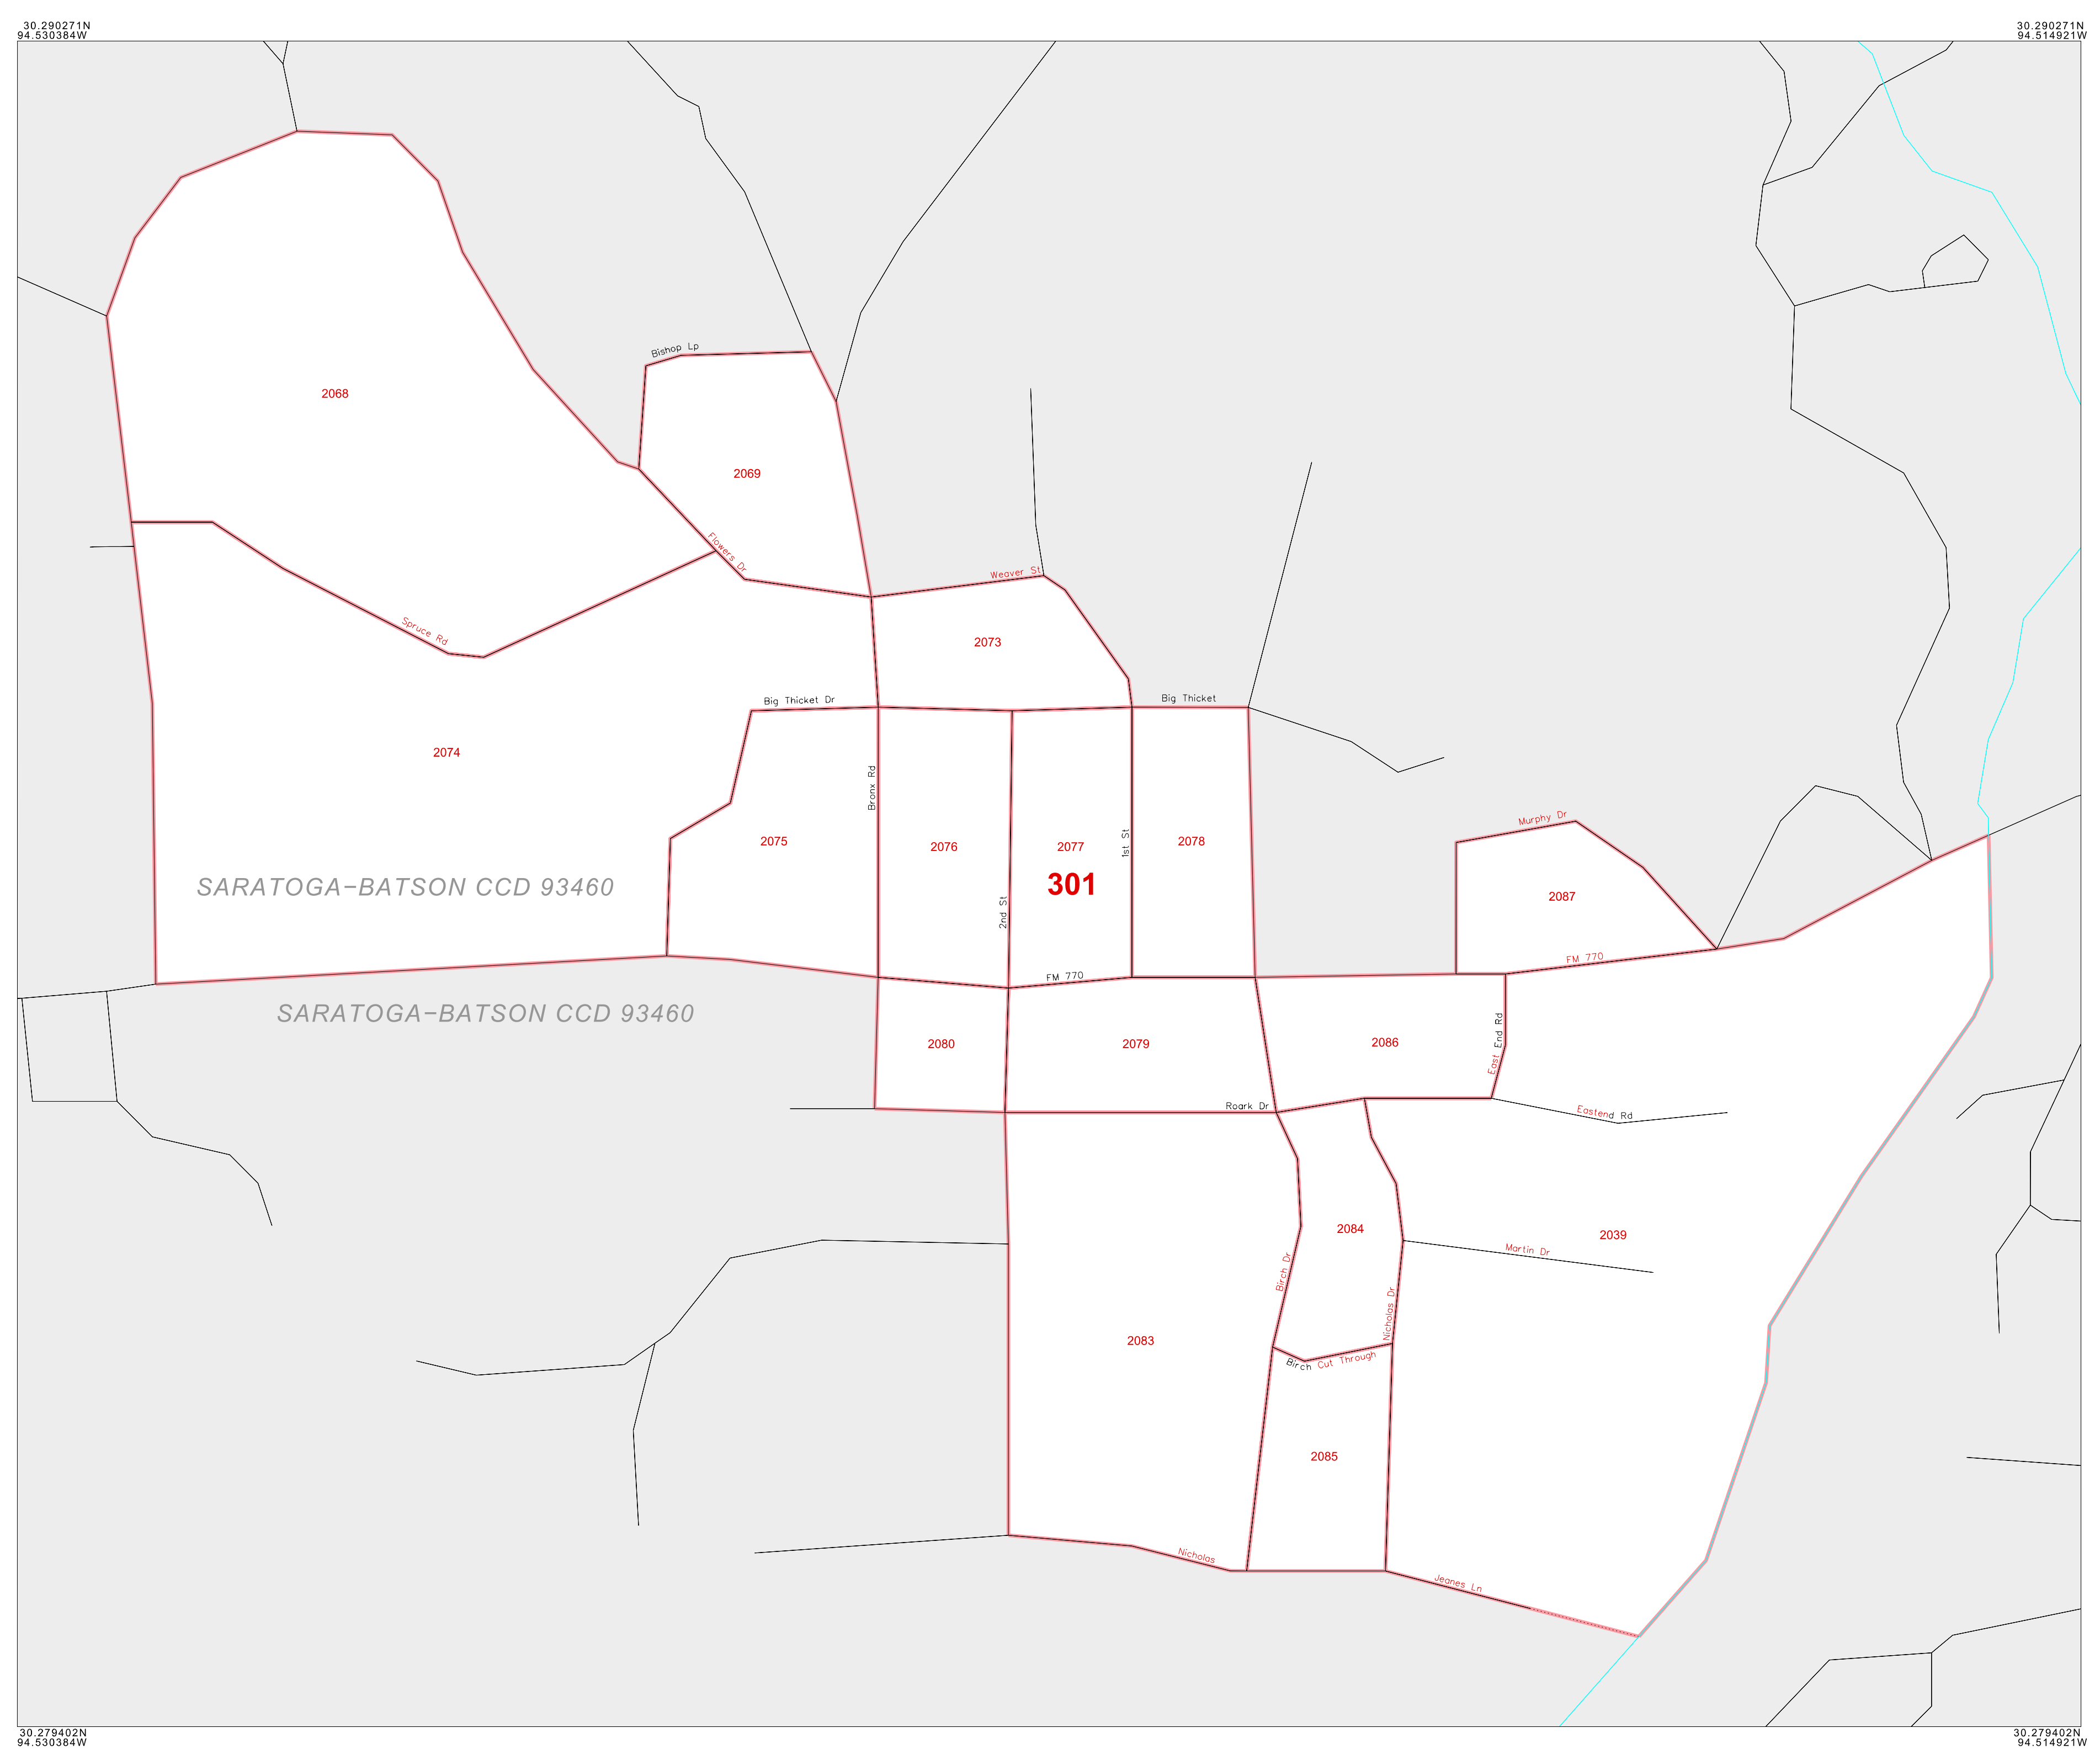 30.290271N
94.530384W
30.290271N
94.514921W
Bishop Lp
2068
2069
Flowers Dr
Weaver St
Spruce Rd
2073
Big Thicket Dr
Big Thicket
2074
Bronx Rd
2075
2076
2077
1st St
2078
Murphy Dr
301
SARATOGA-BATSON CCD 93460
2087
2nd St
FM 770
FM 770
SARATOGA-BATSON CCD 93460
2080
2079
2086
East End Rd
Roark Dr
Eastend Rd
2084
2039
Birch Dr
Martin Dr
Nicholas Dr
2083
Birch Cut Through
2085
Nicholas
Jeanes Ln
30.279402N
94.530384W
30.279402N
94.514921W